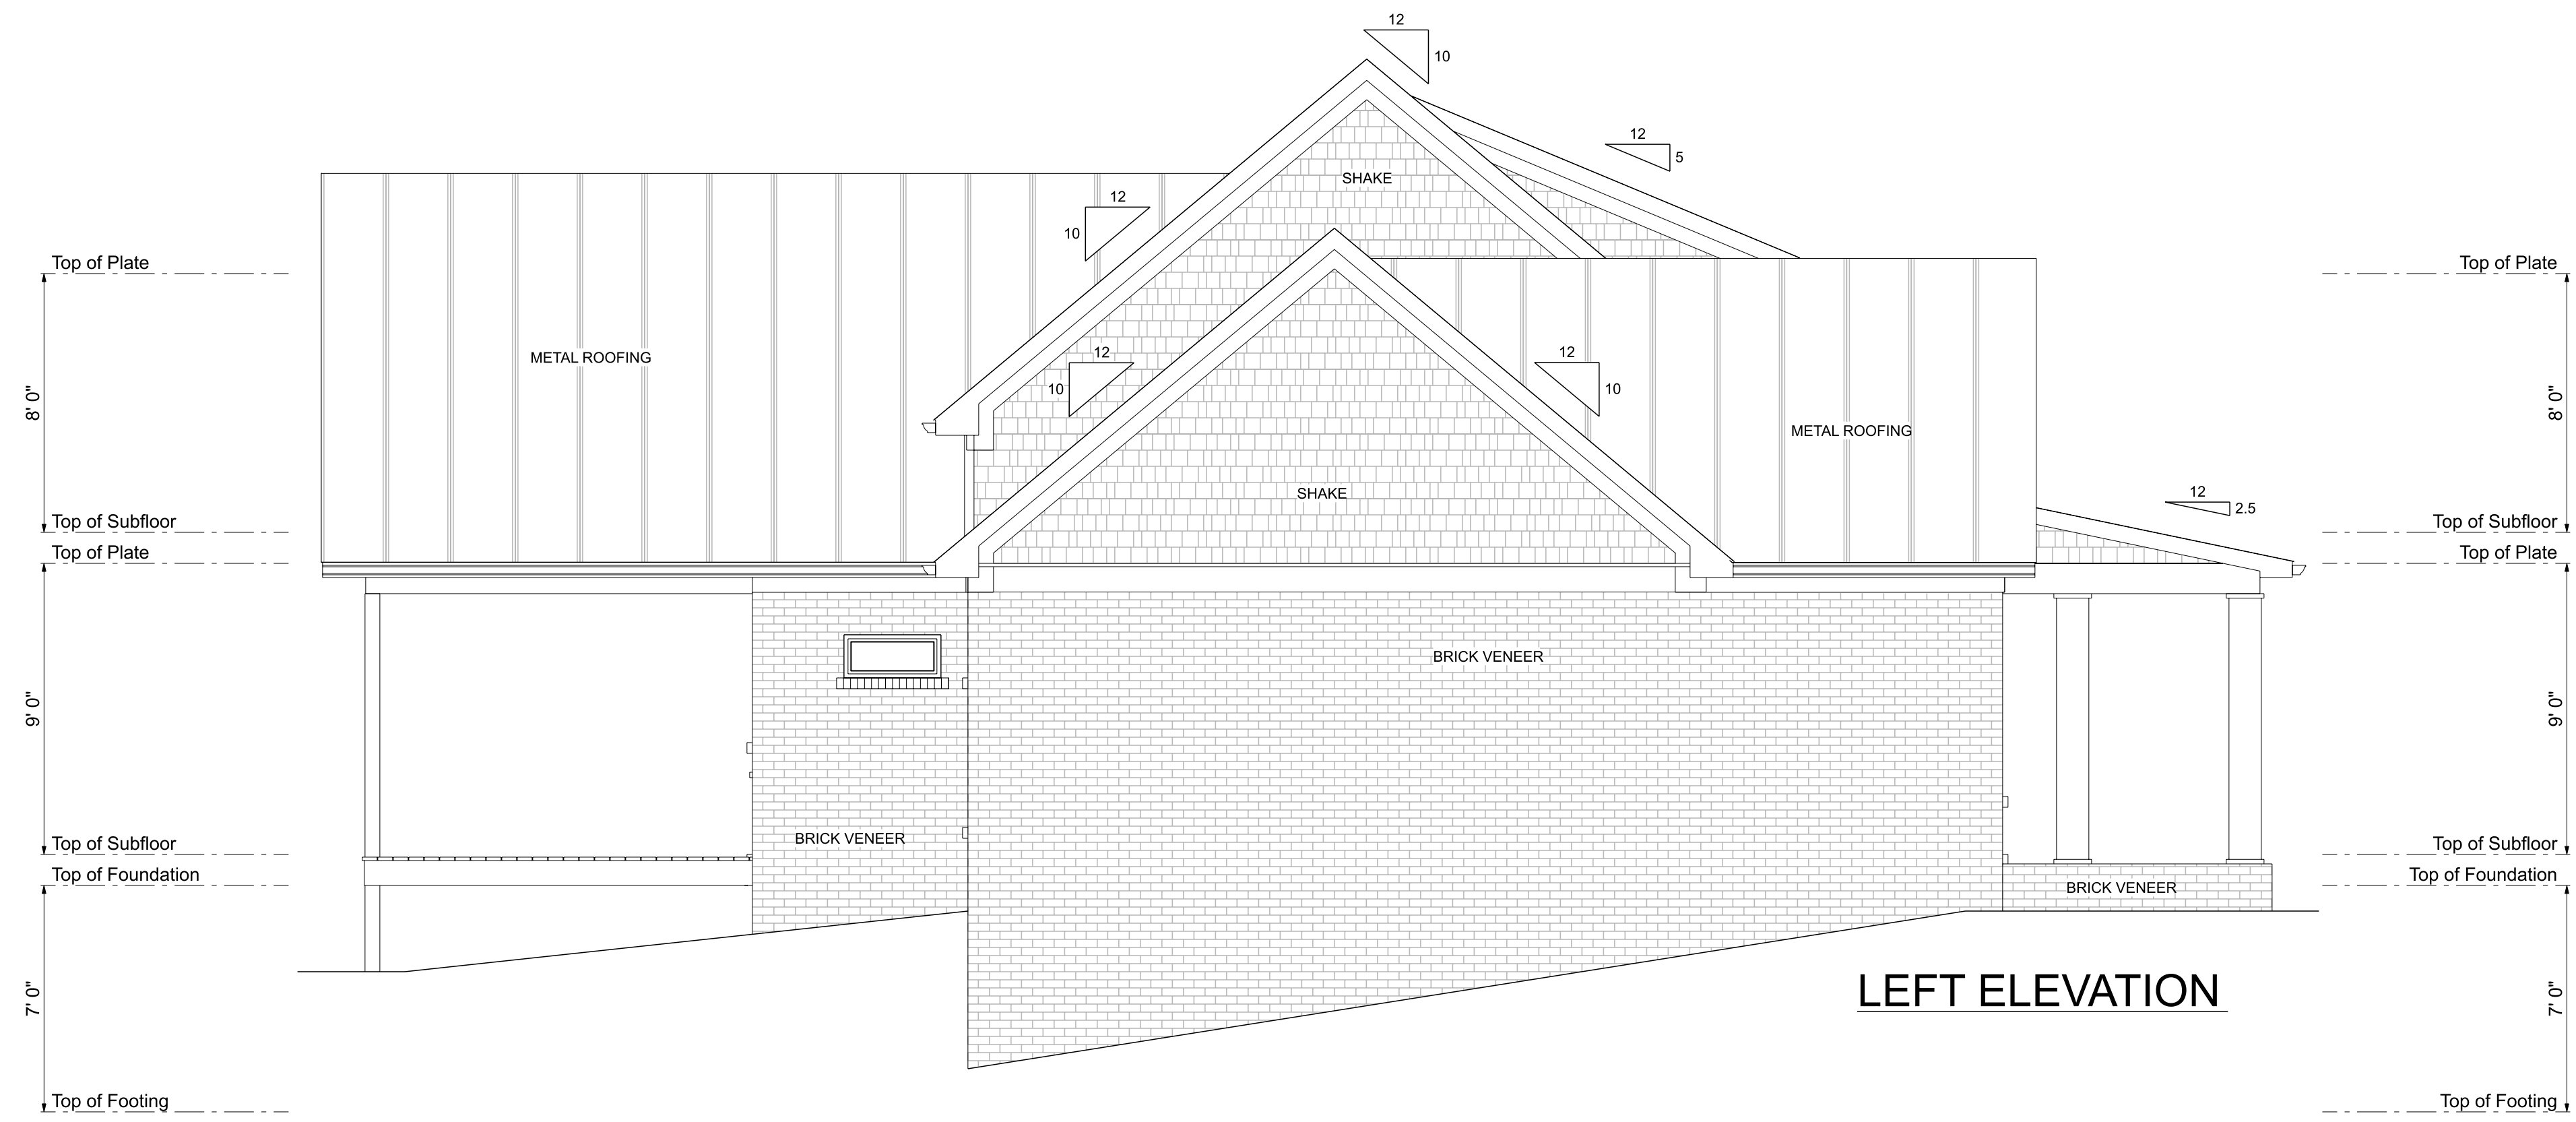 12
10
12
5
SHAKE
12
10
Top of Plate
Top of Plate
METAL ROOFING
12
10
12
10
8' 0"
8' 0"
METAL ROOFING
SHAKE
12
2.5
Top of Subfloor
Top of Subfloor
Top of Plate
Top of Plate
BRICK VENEER
9' 0"
9' 0"
BRICK VENEER
Top of Subfloor
Top of Subfloor
Top of Foundation
Top of Foundation
BRICK VENEER
LEFT ELEVATION
7' 0"
7' 0"
Top of Footing
Top of Footing